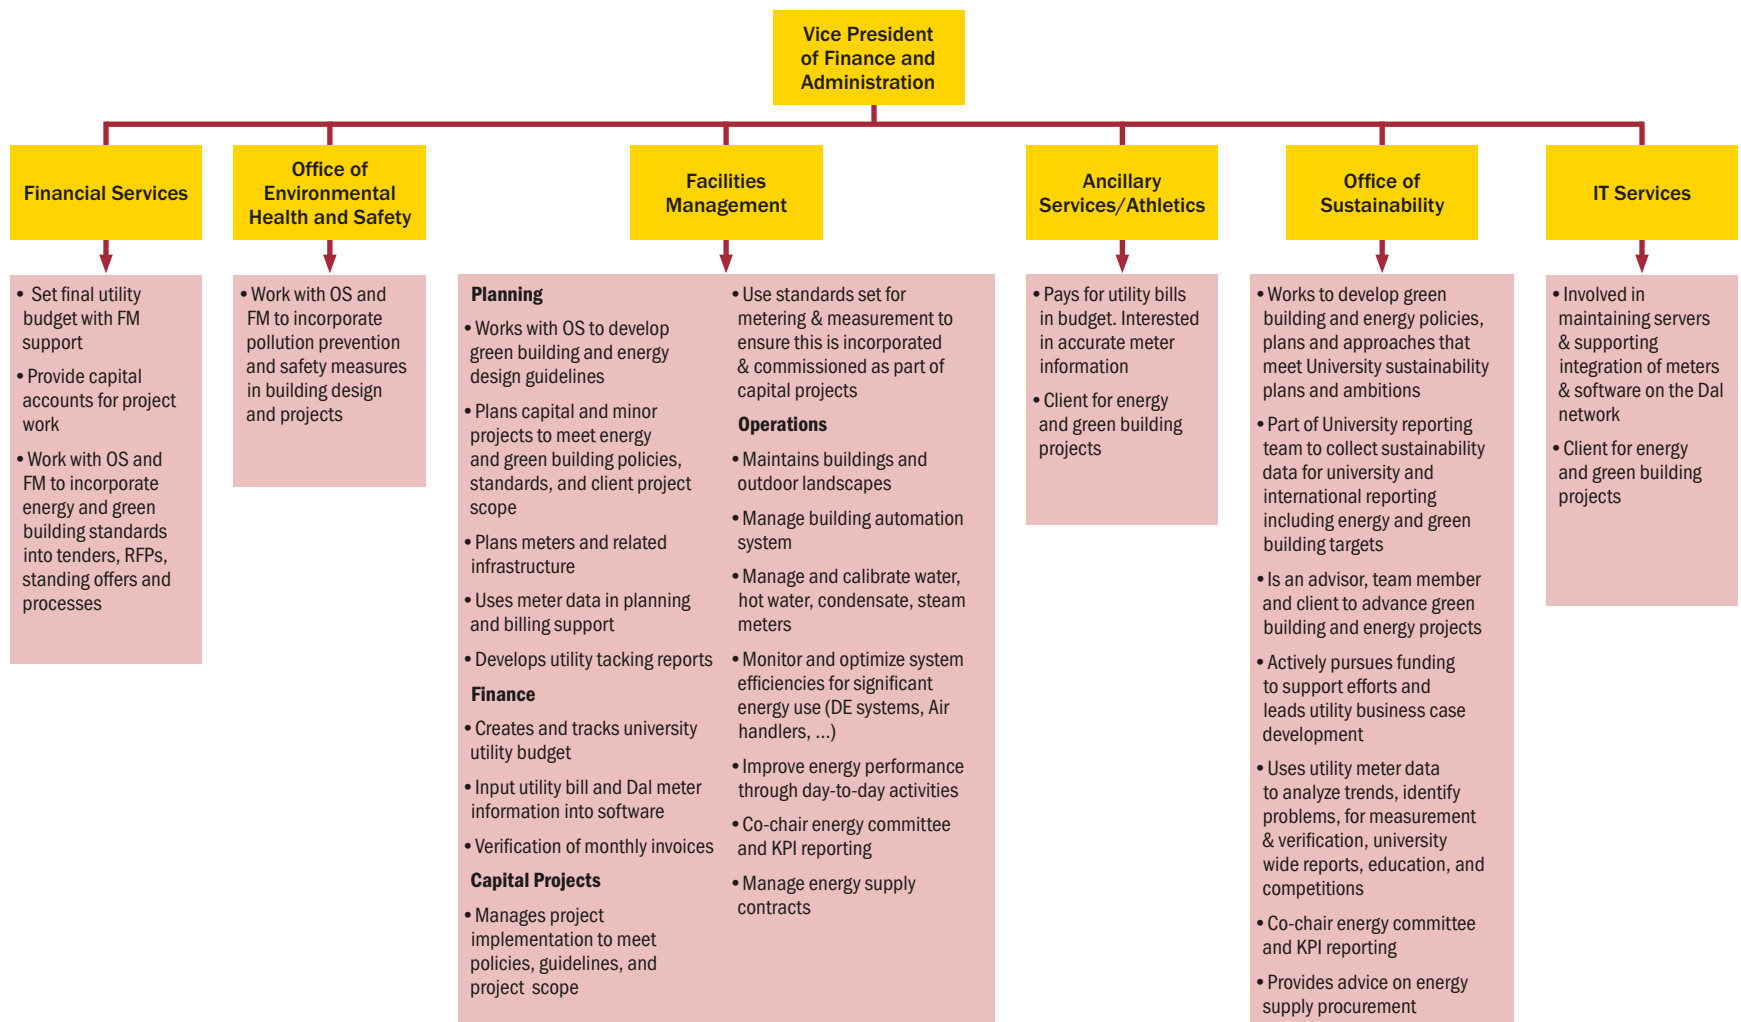 Vice President
of Finance and
Administration
Financial Services
• Set final utility
budget with FM
support
• Provide capital
accounts for project
work
• Work with OS and
FM to incorporate
energy and green
building standards
into tenders, RFPs,
standing offers and
processes
Office of
Environmental
Health and Safety
• Work with OS and
FM to incorporate
pollution prevention
and safety measures
in building design
and projects
Facilities
Management
Planning
• Works with OS to develop
green building and energy
design guidelines
• Plans capital and minor
projects to meet energy
and green building policies,
standards, and client project
scope
• Plans meters and related
infrastructure
• Uses meter data in planning
and billing support
• Develops utility tacking reports
Finance
• Creates and tracks university
utility budget
• Input utility bill and Dal meter
information into software
• Verification of monthly invoices
Capital Projects
• Manages project
implementation to meet
policies, guidelines, and
project scope
• Use standards set for
metering & measurement to
ensure this is incorporated
& commissioned as part of
capital projects
Operations
• Maintains buildings and
outdoor landscapes
• Manage building automation
system
• Manage and calibrate water,
hot water, condensate, steam
meters
• Monitor and optimize system
efficiencies for significant
energy use (DE systems, Air
handlers, ...)
• Improve energy performance
through day-to-day activities
• Co-chair energy committee
and KPI reporting
• Manage energy supply
contracts
Ancillary
Services/Athletics
• Pays for utility bills
in budget. Interested
in accurate meter
information
• Client for energy
and green building
projects
Office of
Sustainability
• Works to develop green
building and energy policies,
plans and approaches that
meet University sustainability
plans and ambitions
• Part of University reporting
team to collect sustainability
data for university and
international reporting
including energy and green
building targets
• Is an advisor, team member
and client to advance green
building and energy projects
• Actively pursues funding
to support efforts and
leads utility business case
development
• Uses utility meter data
to analyze trends, identify
problems, for measurement
& verification, university
wide reports, education, and
competitions
• Co-chair energy committee
and KPI reporting
• Provides advice on energy
supply procurement
IT Services
• Involved in
maintaining servers
& supporting
integration of meters
& software on the Dal
network
• Client for energy
and green building
projects